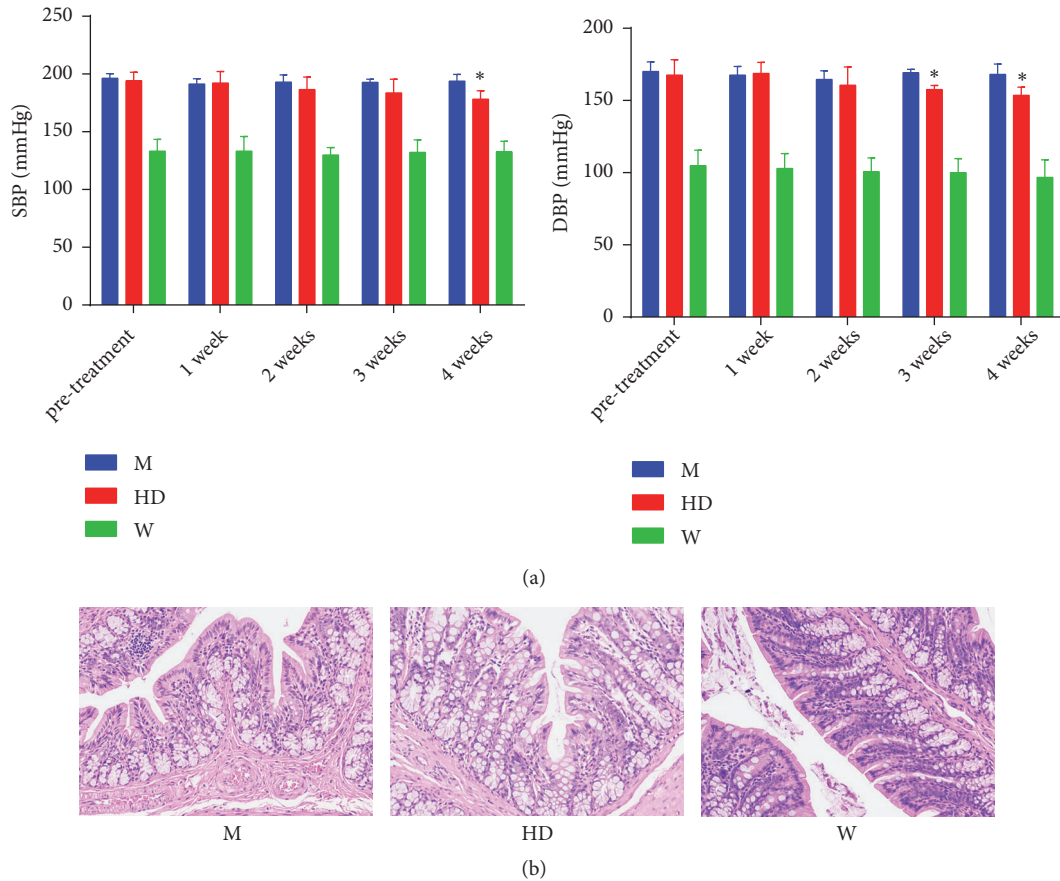 250
200
150
100
50
0
SBP (mmHg)
*
pre-treatment
1 week
2 weeks
3 weeks
4 weeks
M
HD
W
200
150
100
50
0
DBP (mmHg)
*
*
pre-treatment
1 week
2 weeks
3 weeks
4 weeks
M
HD
W
(a)
M
HD
W
(b)